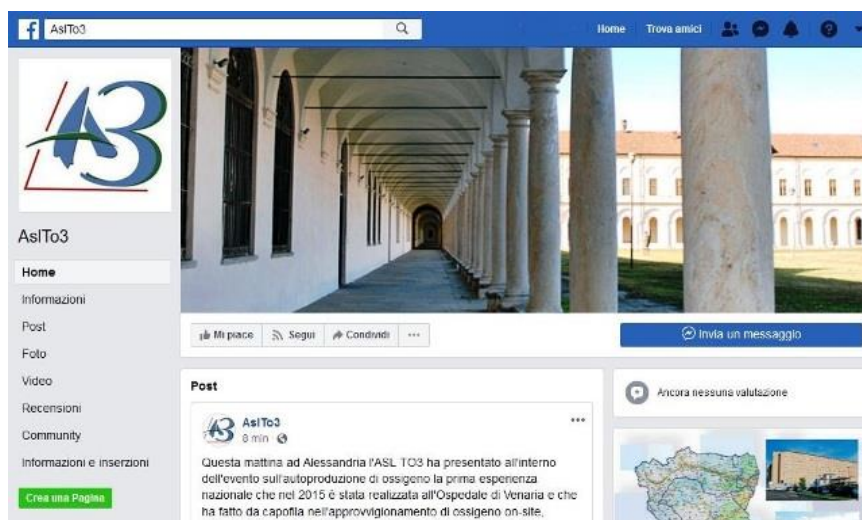 AslTo3
Home Trova amici
A3
AslTo3
Home
Informazioni
Post
Foto
Video
Recensioni
Community
Informazioni e inserzioni
Crea una Pagina
Mi piace Segui Condividi
Invia un messaggio
Post
AslTo3
8 min
Questa mattina ad Alessandria l'ASL TO3 ha presentato all'interno
dell'evento sull'autoproduzione di ossigeno la prima esperienza
nazionale che nel 2015 è stata realizzata all'Ospedale di Venaria e che
ha fatto da capofila nell'approvvigionamento di ossigeno on-site,
Ancora nessuna valutazione